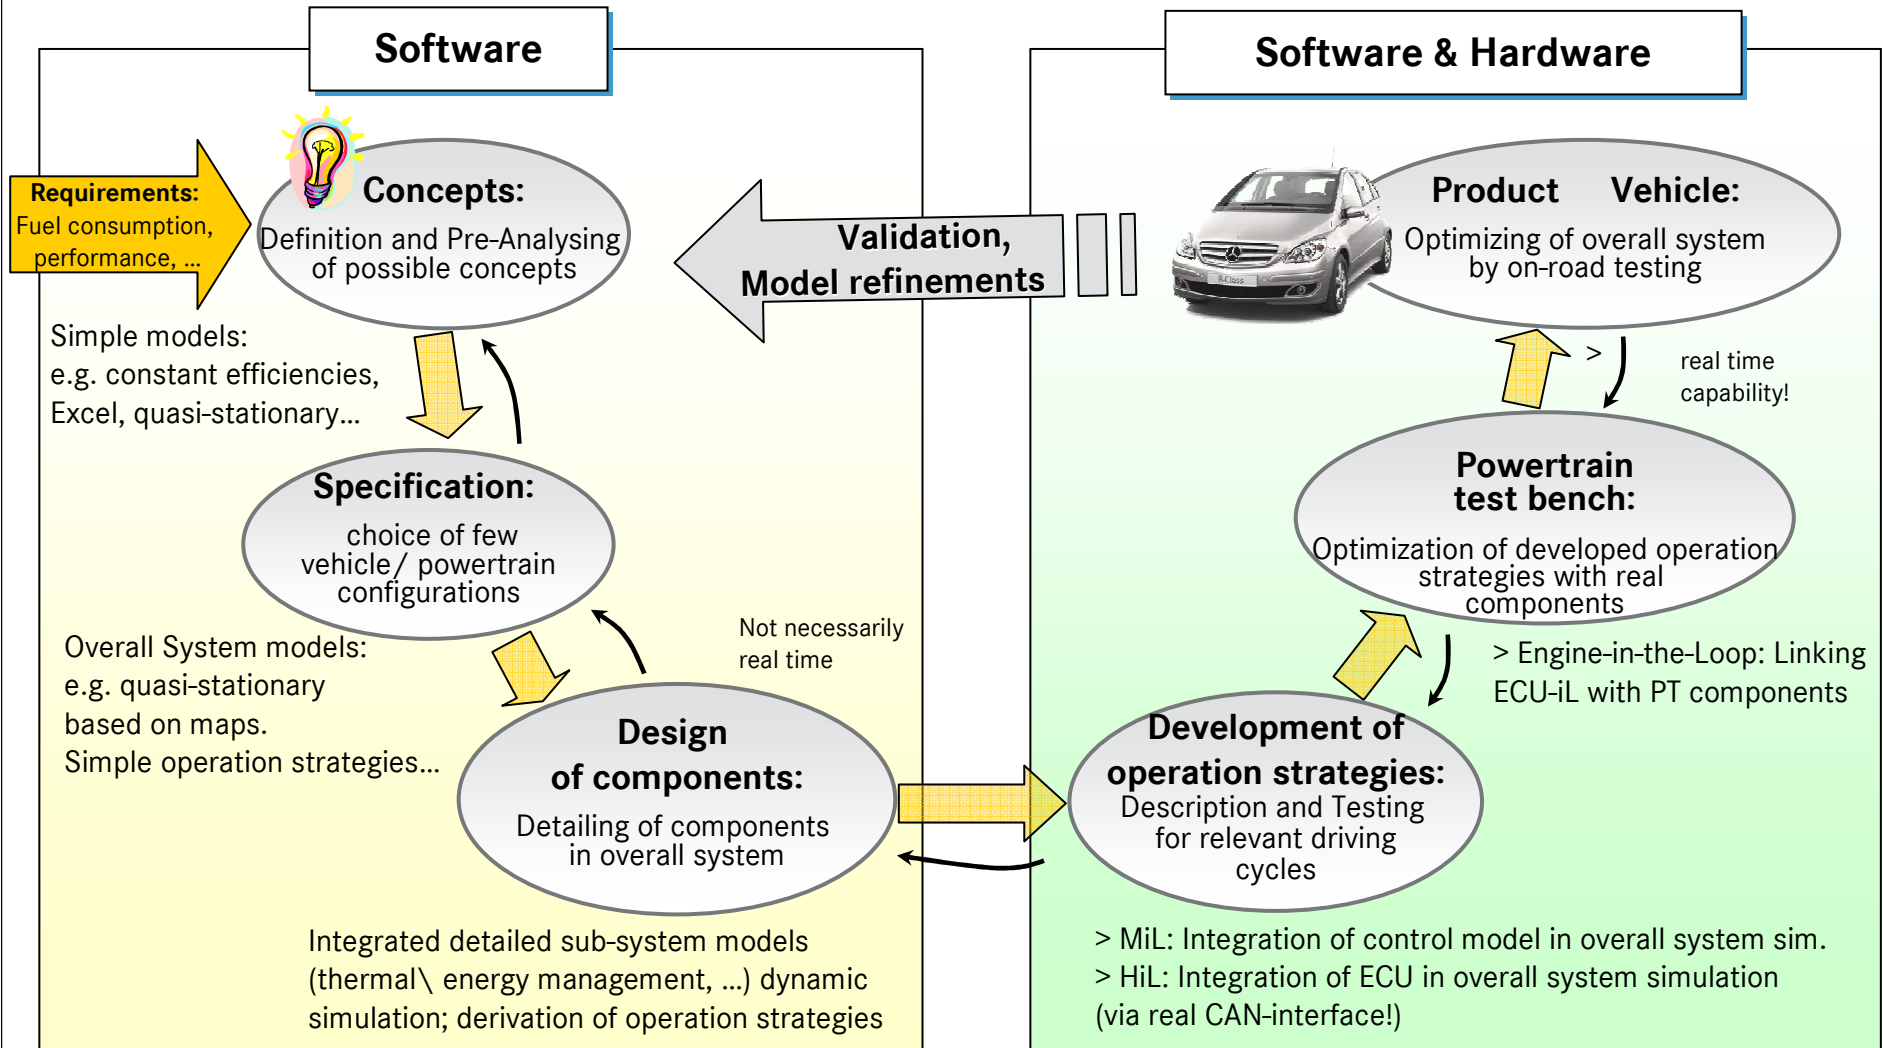 Software
Software & Hardware
Requirements:
Fuel consumption,
performance, ...
Concepts:
Definition and Pre-Analysing
of possible concepts
Validation,
Model refinements
B-Class
Product Vehicle:
Optimizing of overall system
by on-road testing
Simple models:
e.g. constant efficiencies,
Excel, quasi-stationary...
>
real time
capability!
Specification:
choice of few
vehicle/ powertrain
configurations
Powertrain
test bench:
Optimization of developed operation
strategies with real
components
Overall System models:
e.g. quasi-stationary
based on maps.
Simple operation strategies...
Not necessarily
real time
> Engine-in-the-Loop: Linking
ECU-iL with PT components
Design
of components:
Detailing of components
in overall system
Development of
operation strategies:
Description and Testing
for relevant driving
cycles
Integrated detailed sub-system models
(thermal\ energy management, ...) dynamic
simulation; derivation of operation strategies
> MiL: Integration of control model in overall system sim.
> HiL: Integration of ECU in overall system simulation
(via real CAN-interface!)